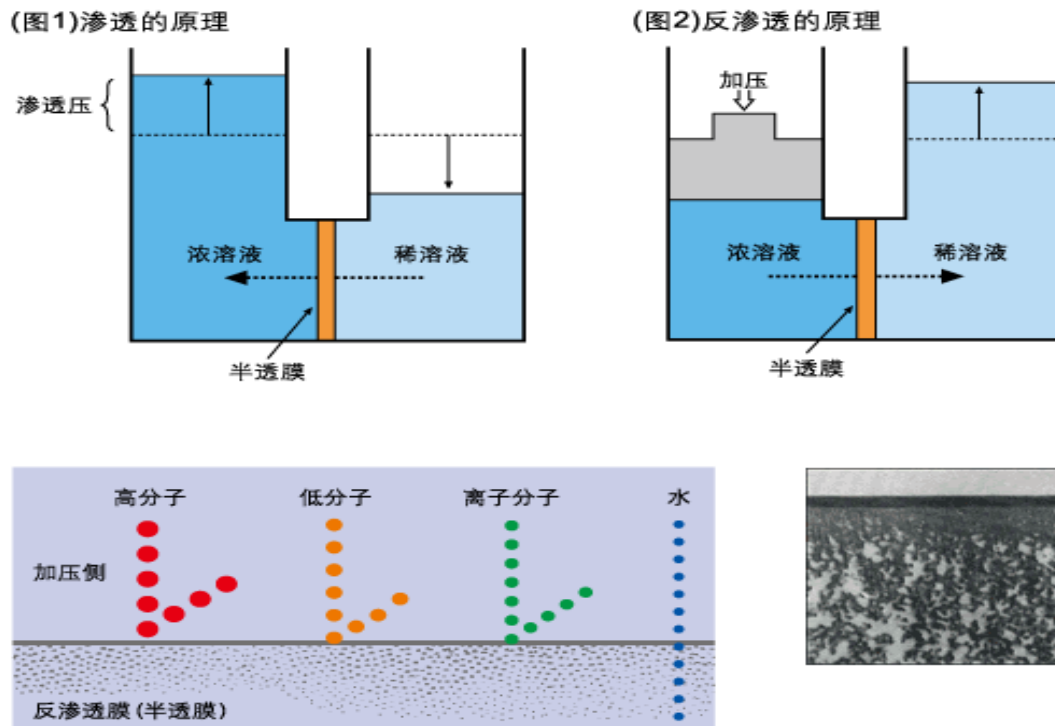 (图1)渗透的原理
(图2)反渗透的原理
渗透压
加压
浓溶液
稀溶液
浓溶液
稀溶液
半透膜
半透膜
高分子
低分子
离子分子
水
加压侧
反渗透膜(半透膜)